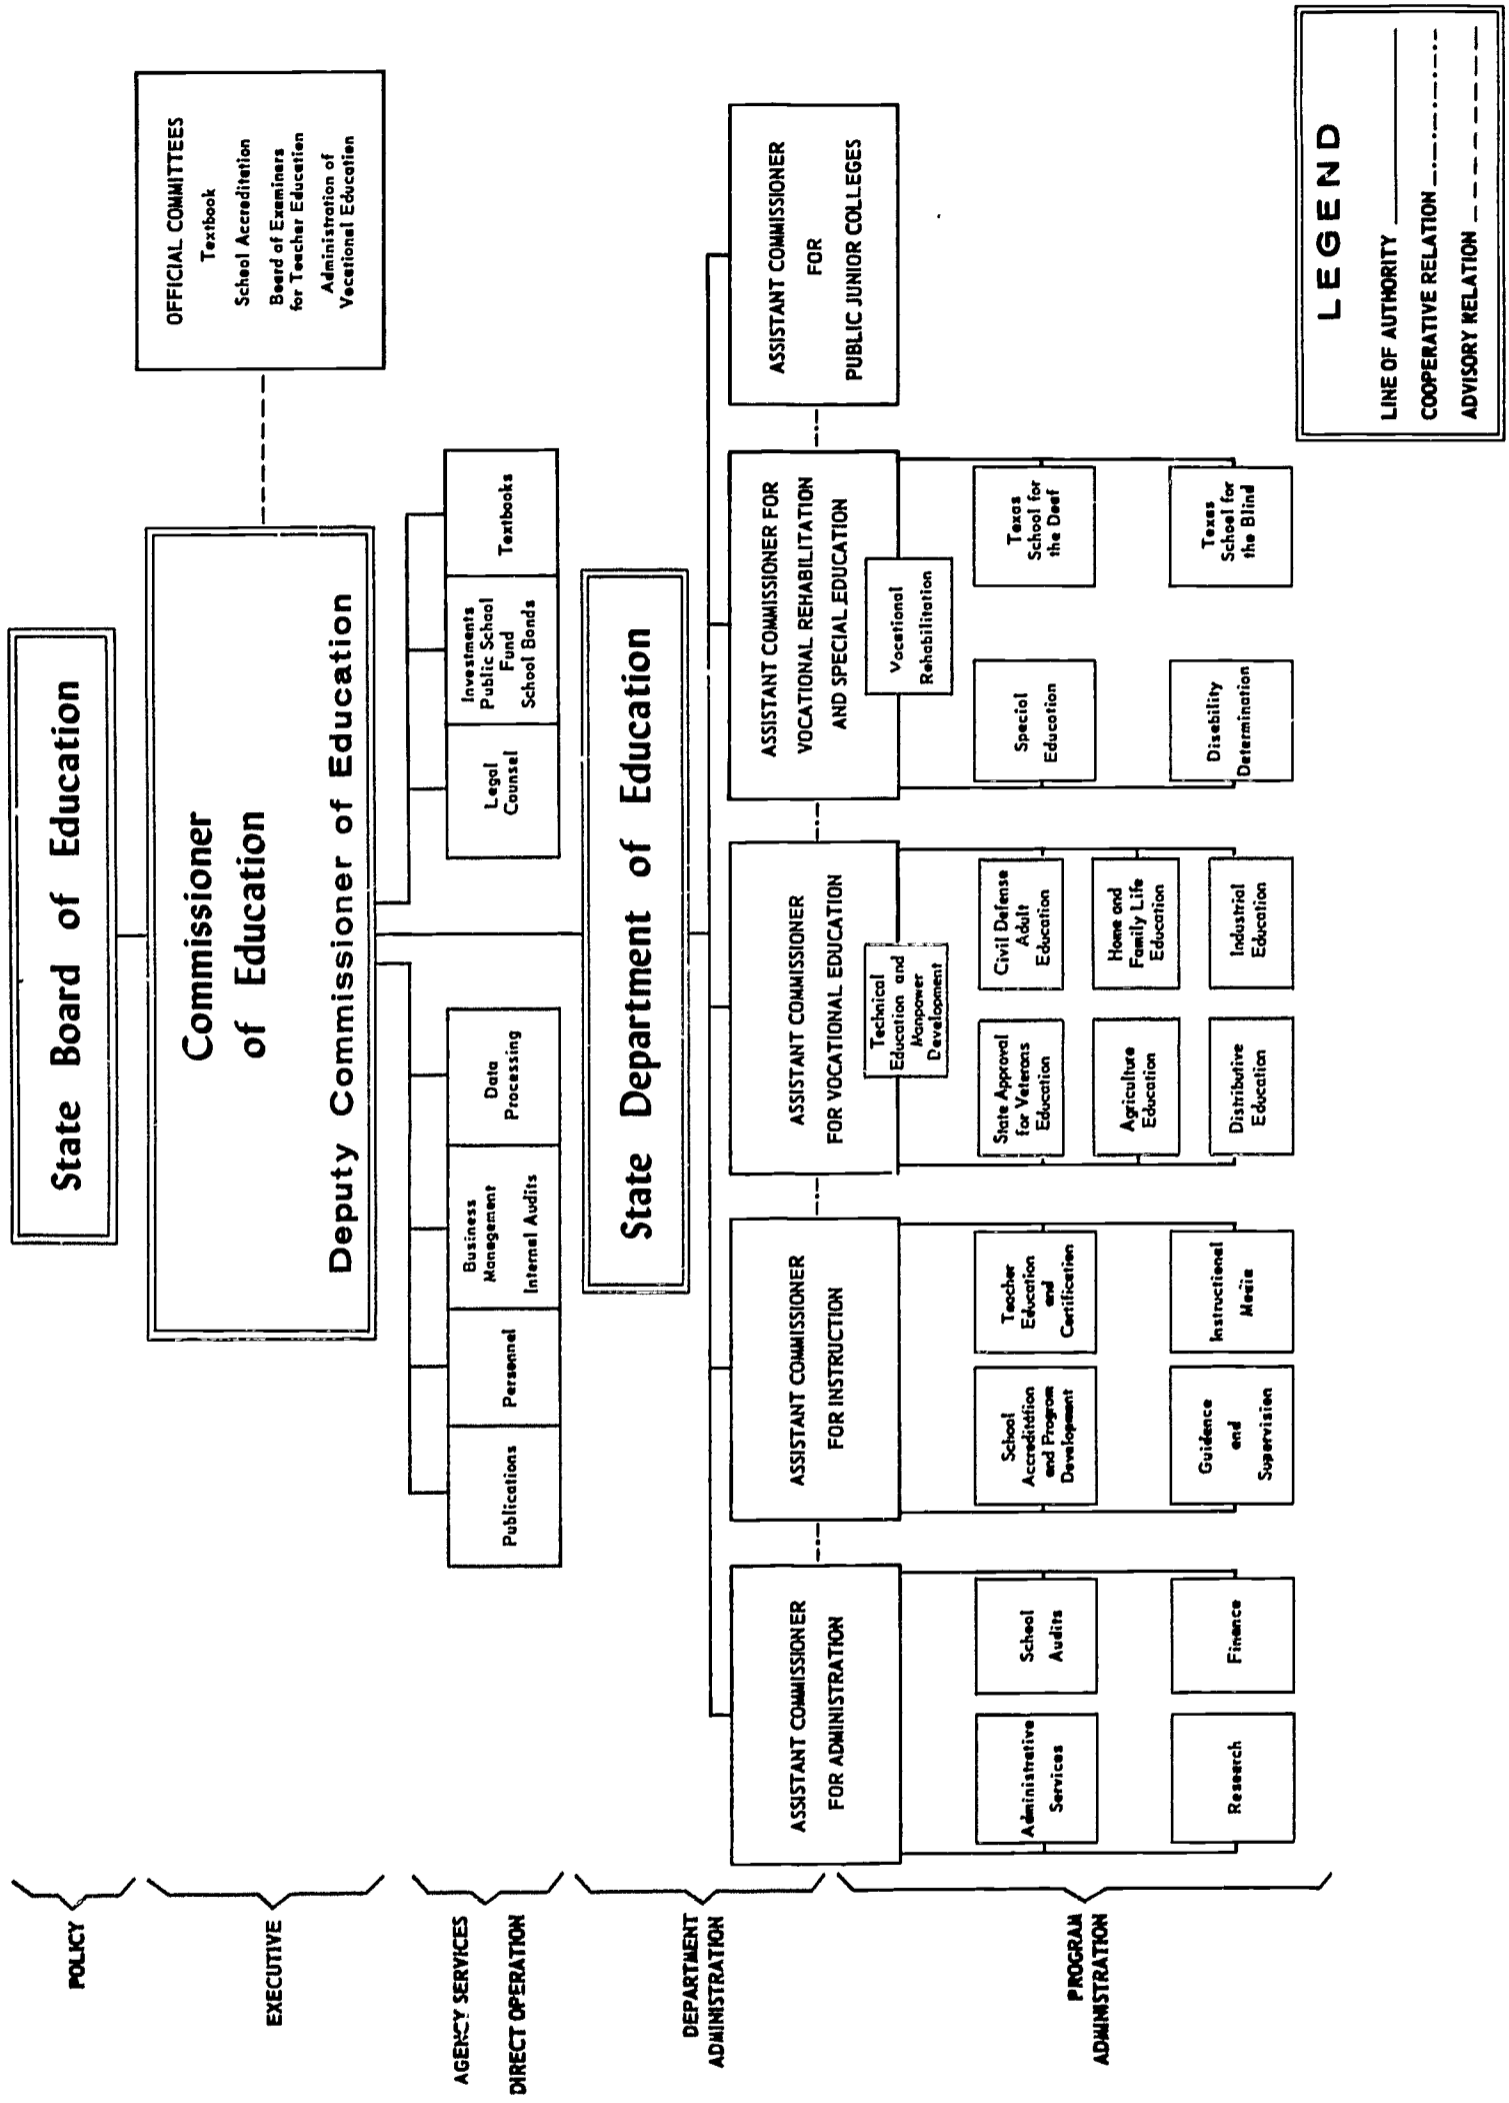 State Board of Education
Commissioner
of Education
Deputy Commissioner of Education
OFFICIAL COMMITTEES
Textbook
School Accreditation
Board of Examiners
for Teacher Education
Administration of
Vocational Education
Publications
Personnel
Business
Management
Internal Audits
Data
Processing
Legal
Counsel
Investments
Public School
Fund
School Bonds
Textbooks
State Department of Education
ASSISTANT COMMISSIONER
FOR ADMINISTRATION
Administrative
Services
School
Audits
Research
Finance
ASSISTANT COMMISSIONER
FOR INSTRUCTION
School
Accreditation
and Program
Development
Teacher
Education
and
Certification
Guidance
and
Supervision
Instructional
Media
ASSISTANT COMMISSIONER
FOR VOCATIONAL EDUCATION
Technical
Education and
Manpower
Development
State Approval
for Veterans
Education
Civil Defense
Adult
Education
Agriculture
Education
Home and
Family Life
Education
Distributive
Education
Industrial
Education
ASSISTANT COMMISSIONER FOR
VOCATIONAL REHABILITATION
AND SPECIAL EDUCATION
Vocational
Rehabilitation
Special
Education
Texas
School for
the Deaf
Disability
Determination
Texas
School for
the Blind
ASSISTANT COMMISSIONER
FOR
PUBLIC JUNIOR COLLEGES
POLICY
EXECUTIVE
AGENCY SERVICES
DIRECT OPERATION
DEPARTMENT
ADMINISTRATION
PROGRAM
ADMINISTRATION
LEGEND
LINE OF AUTHORITY
COOPERATIVE RELATION
ADVISORY RELATION